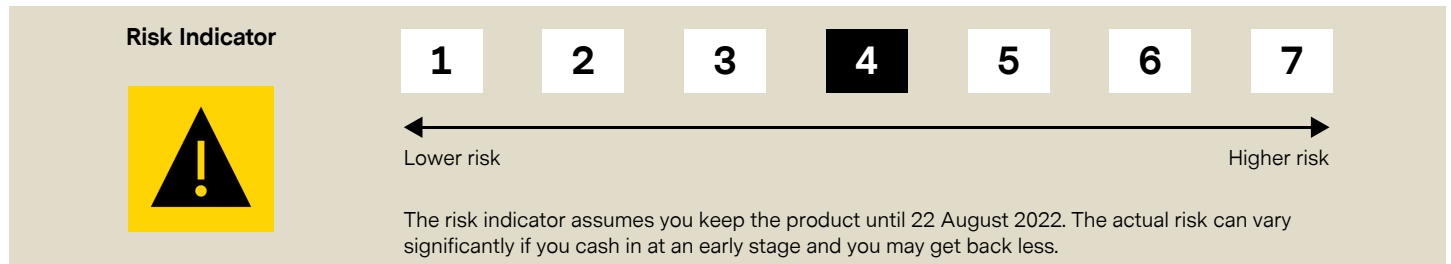 Risk Indicator
1 2 3 4 5 6 7
Lower risk Higher risk
The risk indicator assumes you keep the product until 22 August 2022. The actual risk can vary
significantly if you cash in at an early stage and you may get back less.